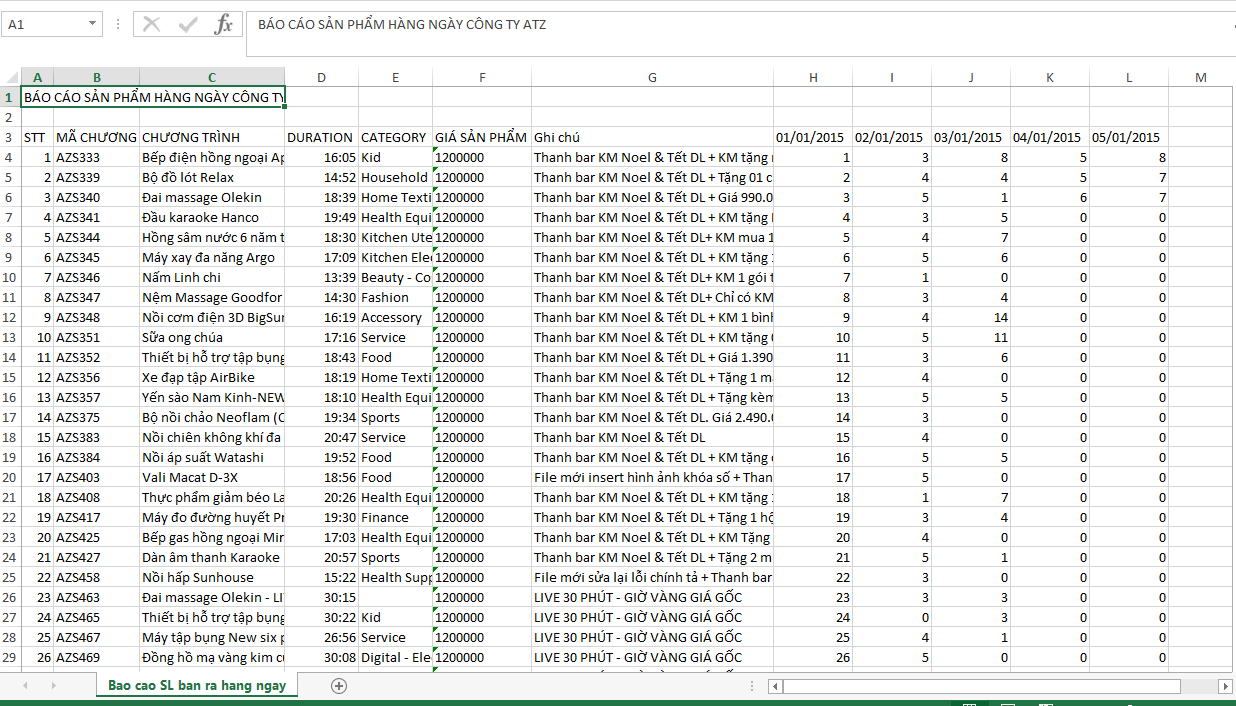 A1 fx BÁO CÁO SẢN PHẨM HÀNG NGÀY CÔNG TY ATZ
A B C D E F G H I J K L M
1 BÁO CÁO SẢN PHẨM HÀNG NGÀY CÔNG TY
2
3 STT MÃ CHƯƠNG CHƯƠNG TRÌNH DURATION CATEGORY GIÁ SẢN PHẨM Ghi chú 01/01/2015 02/01/2015 03/01/2015 04/01/2015 05/01/2015
4 1 AZS333 Bếp điện hồng ngoại Ap 16:05 Kid 1200000 Thanh bar KM Noel & Tết DL + KM tặng 1 3 8 5 8
5 2 AZS339 Bộ đồ lót Relax 14:52 Household 1200000 Thanh bar KM Noel & Tết DL + Tặng 01 c 2 4 4 5 7
6 3 AZS340 Đai massage Olekin 18:39 Home Texti 1200000 Thanh bar KM Noel & Tết DL + Giá 990.0 3 5 1 6 7
7 4 AZS341 Đầu karaoke Hanco 19:49 Health Equi 1200000 Thanh bar KM Noel & Tết DL + KM tặng 4 3 5 0 0
8 5 AZS344 Hồng sâm nước 6 năm t 18:30 Kitchen Ute 1200000 Thanh bar KM Noel & Tết DL+ KM mua 1 5 4 7 0 0
9 6 AZS345 Máy xay đa năng Argo 17:09 Kitchen Ele 1200000 Thanh bar KM Noel & Tết DL + KM tặng 6 5 6 0 0
10 7 AZS346 Nấm Linh chi 13:39 Beauty - Co 1200000 Thanh bar KM Noel & Tết DL+ KM 1 gói 7 1 0 0 0
11 8 AZS347 Nệm Massage Goodfor 14:30 Fashion 1200000 Thanh bar KM Noel & Tết DL+ Chỉ có KM 8 3 4 0 0
12 9 AZS348 Nồi cơm điện 3D BigSun 16:19 Accessory 1200000 Thanh bar KM Noel & Tết DL + KM 1 bình 9 4 14 0 0
13 10 AZS351 Sữa ong chúa 17:16 Service 1200000 Thanh bar KM Noel & Tết DL + KM tặng 10 5 11 0 0
14 11 AZS352 Thiết bị hỗ trợ tập bụng 18:43 Food 1200000 Thanh bar KM Noel & Tết DL + Giá 1.390 11 3 6 0 0
15 12 AZS356 Xe đạp tập AirBike 18:19 Home Texti 1200000 Thanh bar KM Noel & Tết DL + Tặng 1 m 12 4 0 0 0
16 13 AZS357 Yến sào Nam Kinh-NEW 18:10 Health Equi 1200000 Thanh bar KM Noel & Tết DL + Tặng kèm 13 5 5 0 0
17 14 AZS375 Bộ nồi chảo Neoflam (C 19:34 Sports 1200000 Thanh bar KM Noel & Tết DL. Giá 2.490.0 14 3 0 0 0
18 15 AZS383 Nồi chiên không khí đa 20:47 Service 1200000 Thanh bar KM Noel & Tết DL 15 4 0 0 0
19 16 AZS384 Nồi áp suất Watashi 19:52 Food 1200000 Thanh bar KM Noel & Tết DL + KM tặng 16 5 5 0 0
20 17 AZS403 Vali Macat D-3X 18:56 Food 1200000 File mới insert hình ảnh khóa số + Than 17 5 0 0 0
21 18 AZS408 Thực phẩm giảm béo La 20:26 Health Equi 1200000 Thanh bar KM Noel & Tết DL + KM tặng 18 1 7 0 0
22 19 AZS417 Máy đo đường huyết Pr 19:30 Finance 1200000 Thanh bar KM Noel & Tết DL + Tặng 1 hộ 19 3 4 0 0
23 20 AZS425 Bếp gas hồng ngoại Mir 17:03 Health Equi 1200000 Thanh bar KM Noel & Tết DL + KM Tặng 20 4 0 0 0
24 21 AZS427 Dàn âm thanh Karaoke 20:57 Sports 1200000 Thanh bar KM Noel & Tết DL + Tặng 2 m 21 5 1 0 0
25 22 AZS458 Nồi hấp Sunhouse 15:22 Health Supp 1200000 File mới sửa lại lỗi chính tả + Thanh bar 22 3 0 0 0
26 23 AZS463 Đai massage Olekin - LI 30:15 1200000 LIVE 30 PHÚT - GIỜ VÀNG GIÁ GỐC 23 3 3 0 0
27 24 AZS465 Thiết bị hỗ trợ tập bụng 30:22 Kid 1200000 LIVE 30 PHÚT - GIỜ VÀNG GIÁ GỐC 24 0 3 0 0
28 25 AZS467 Máy tập bụng New six p 26:56 Service 1200000 LIVE 30 PHÚT - GIỜ VÀNG GIÁ GỐC 25 4 1 0 0
29 26 AZS469 Đồng hồ mạ vàng kim cư 30:08 Digital - Ele 1200000 LIVE 30 PHÚT - GIỜ VÀNG GIÁ GỐC 26 5 0 0 0
Bao cao SL ban ra hang ngay